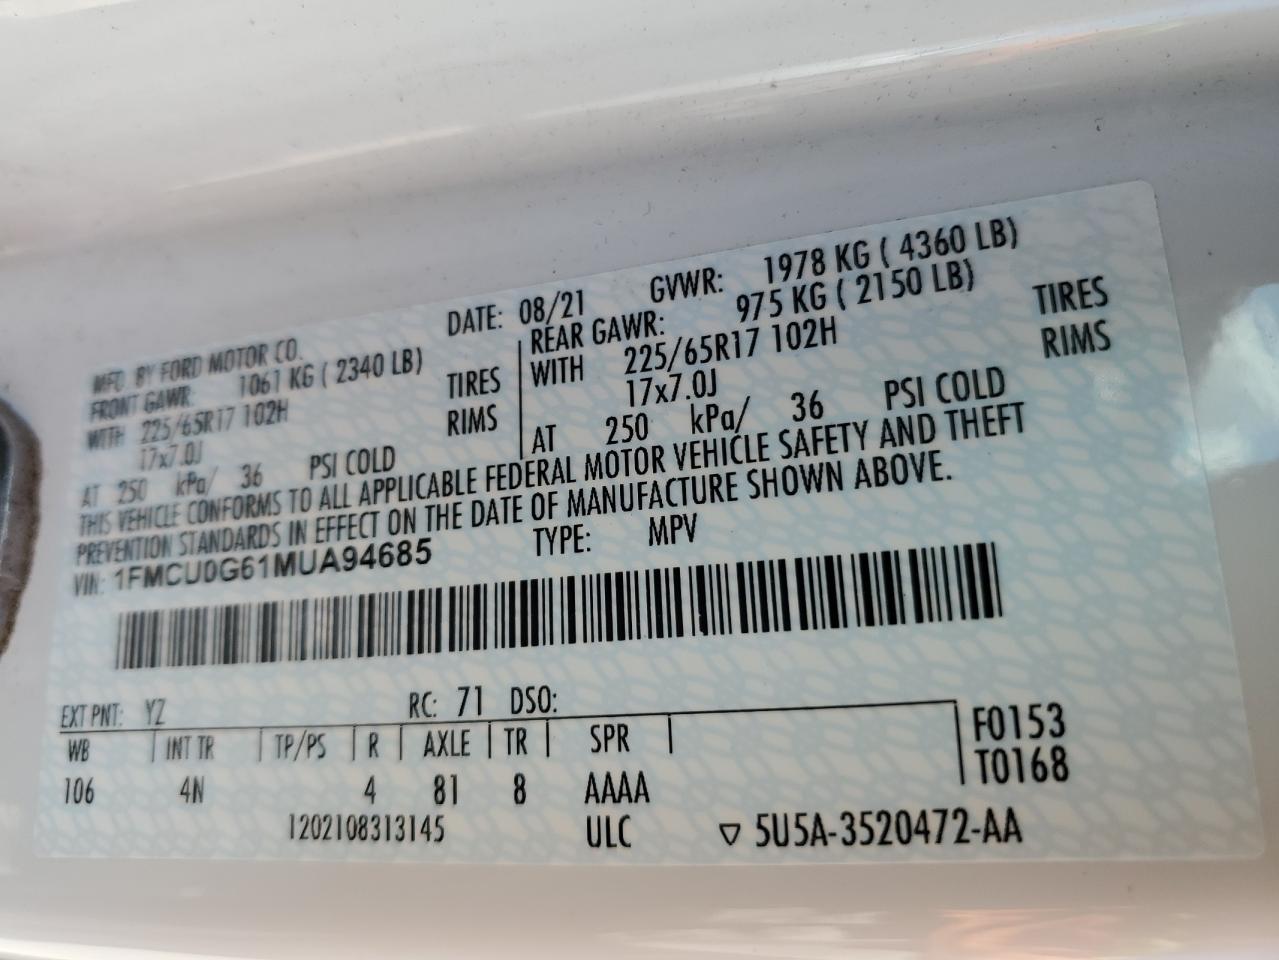 MFD. BY FORD MOTOR CO.
DATE: 08/21 GVWR: 1978 KG ( 4360 LB)
FRONT GAWR: 1061 KG ( 2340 LB)
WITH 225/65R17 102H TIRES
17x7.0J RIMS
AT 250 kPa/ 36 PSI COLD
REAR GAWR: 975 KG ( 2150 LB)
WITH 225/65R17 102H TIRES
17x7.0J RIMS
AT 250 kPa/ 36 PSI COLD
THIS VEHICLE CONFORMS TO ALL APPLICABLE FEDERAL MOTOR VEHICLE SAFETY AND THEFT
PREVENTION STANDARDS IN EFFECT ON THE DATE OF MANUFACTURE SHOWN ABOVE.
VIN: 1FMCU0G61MUA94685 TYPE: MPV
EXT PNT: YZ RC: 71 DSO:
WB INT TR TP/PS R AXLE TR SPR F0153
106 4N 4 81 8 AAAA T0168
1202108313145 ULC ▽ 5U5A-3520472-AA